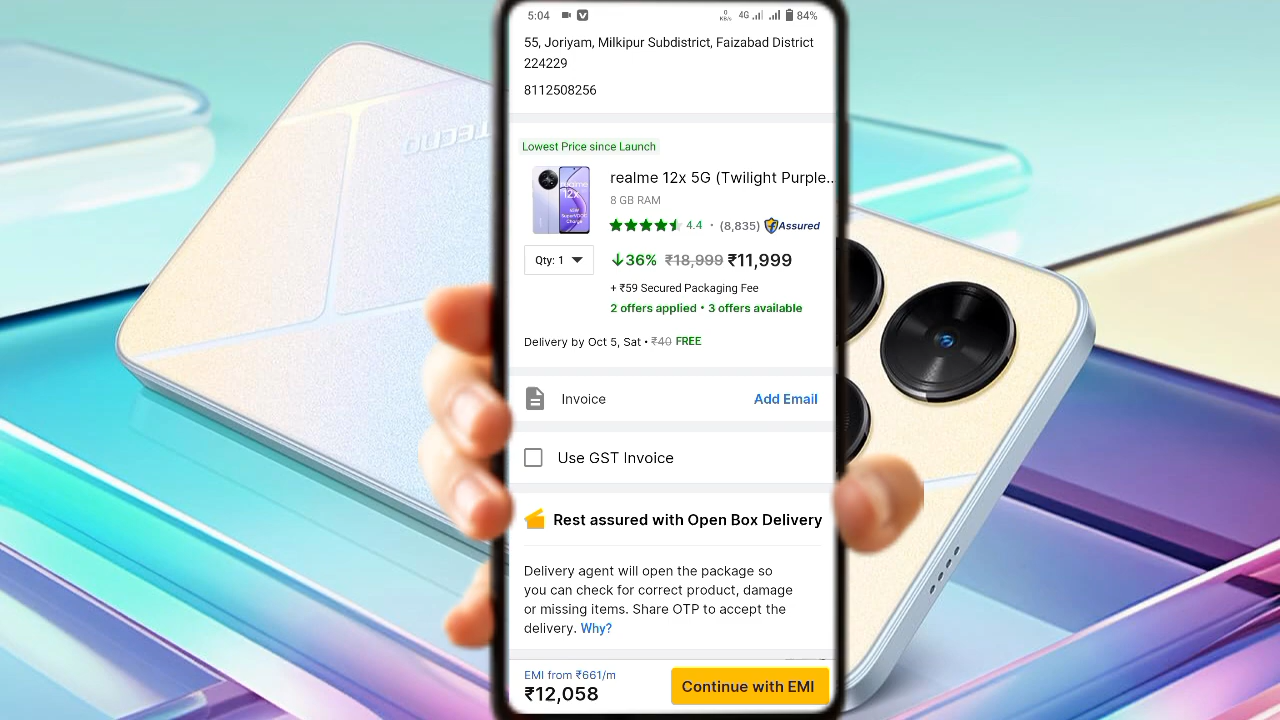 5:04
0
KB/s
4G
84%
55, Joriyam, Milkipur Subdistrict, Faizabad District
224229
8112508256
Lowest Price since Launch
TECNO
realme 12x 5G (Twilight Purple...
8 GB RAM
4.4 • (8,835) Assured
Qty: 1
36% ₹18,999 ₹11,999
+ ₹59 Secured Packaging Fee
2 offers applied • 3 offers available
Delivery by Oct 5, Sat • ₹40 FREE
Invoice
Add Email
Use GST Invoice
Rest assured with Open Box Delivery
Delivery agent will open the package so
you can check for correct product, damage
or missing items. Share OTP to accept the
delivery. Why?
EMI from ₹661/m
₹12,058
Continue with EMI